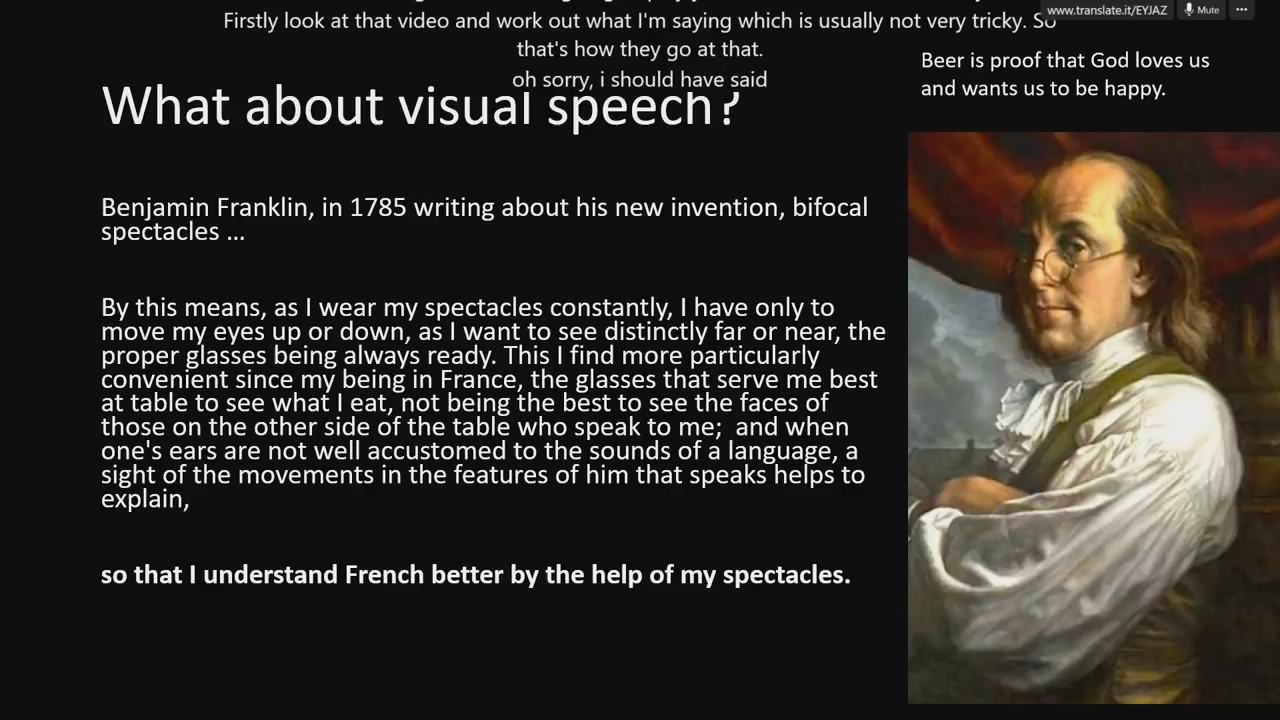 Firstly look at that video and work out what I'm saying which is usually not very tricky. So
that's how they go at that.
oh sorry, i should have said
www.translate.it/EYJAZ
Mute
Beer is proof that God loves us
and wants us to be happy.
What about visual speech?
Benjamin Franklin, in 1785 writing about his new invention, bifocal
spectacles ...
By this means, as I wear my spectacles constantly, I have only to
move my eyes up or down, as I want to see distinctly far or near, the
proper glasses being always ready. This I find more particularly
convenient since my being in France, the glasses that serve me best
at table to see what I eat, not being the best to see the faces of
those on the other side of the table who speak to me;  and when
one's ears are not well accustomed to the sounds of a language, a
sight of the movements in the features of him that speaks helps to
explain,
so that I understand French better by the help of my spectacles.